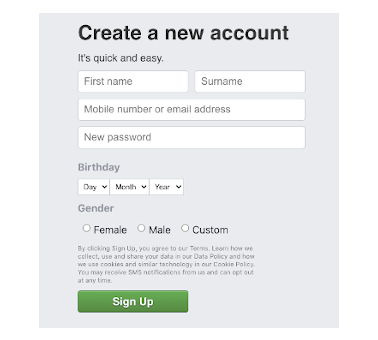 Create a new account
It's quick and easy.
First name Surname
Mobile number or email address
New password
Birthday
Day Month Year
Gender
Female Male Custom
By clicking Sign Up, you agree to our Terms. Learn how we
collect, use and share your data in our Data Policy and how
we use cookies and similar technology in our Cookie Policy.
You may receive SMS notifications from us and can opt out
at any time.
Sign Up